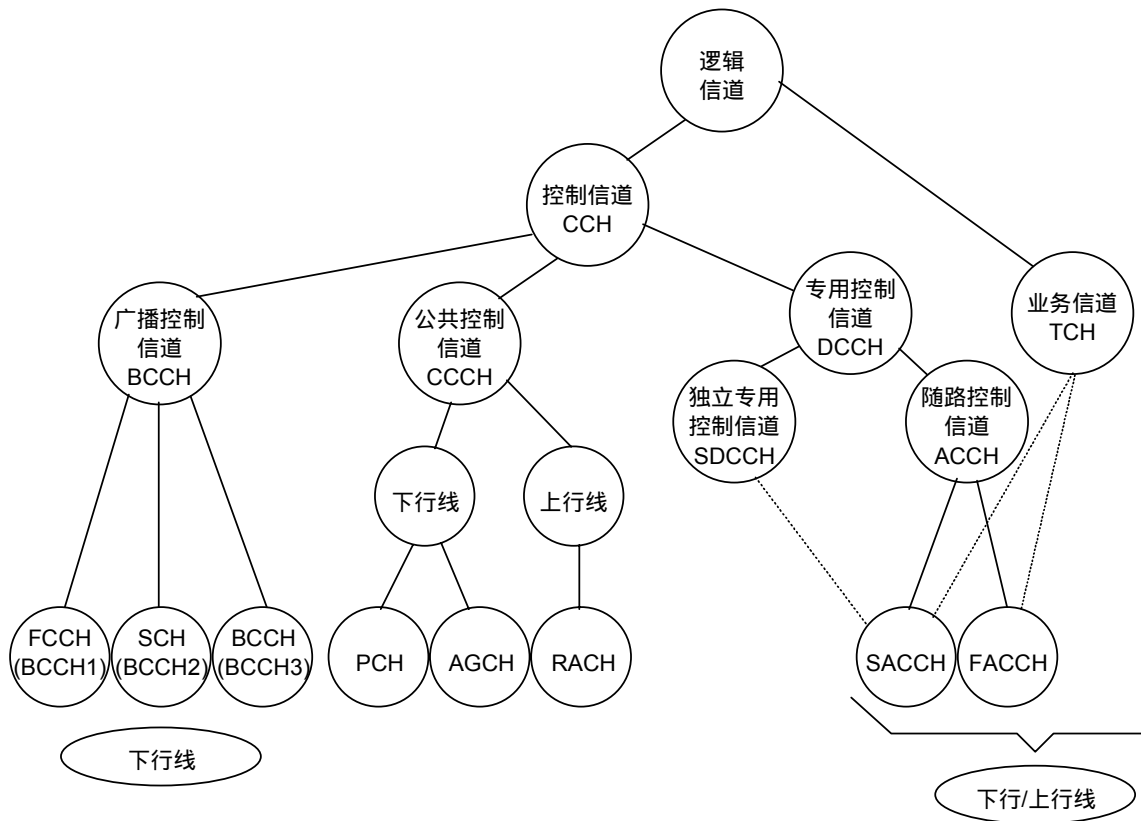 逻辑
信道
控制信道
CCH
广播控制
信道
BCCH
公共控制
信道
CCCH
专用控制
信道
DCCH
业务信道
TCH
独立专用
控制信道
SDCCH
随路控制
信道
ACCH
下行线
上行线
FCCH
(BCCH1)
SCH
(BCCH2)
BCCH
(BCCH3)
PCH
AGCH
RACH
SACCH
FACCH
下行线
下行/上行线